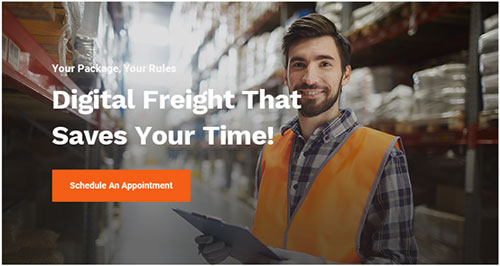 Your Package, Your Rules
Digital Freight That
Saves Your Time!
Schedule An Appointment